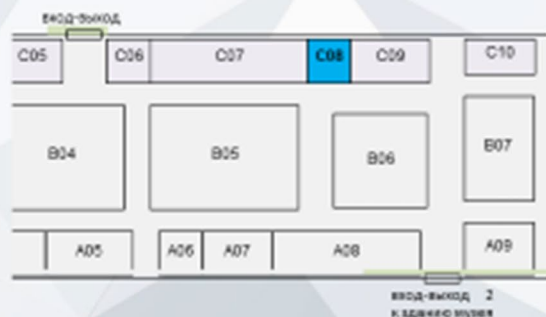 вход-выход
C05 C06 C07 C08 C09 C10
B04 B05 B06 B07
A05 A06 A07 A08 A09
вход-выход 2
к зданию музея